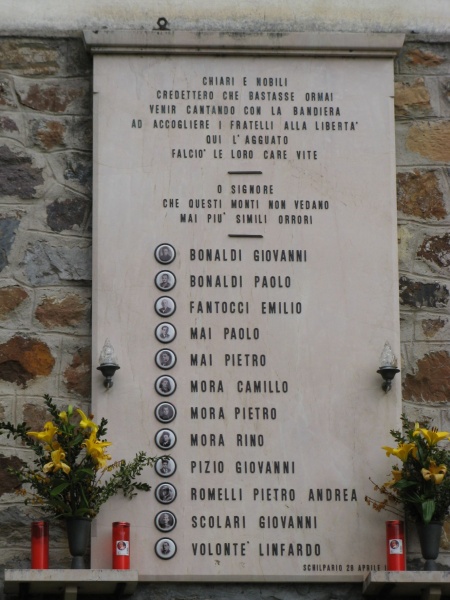 CHIARI E NOBILI
CREDETTERO CHE BASTASSE ORMAI
VENIR CANTANDO CON LA BANDIERA
AD ACCOGLIERE I FRATELLI ALLA LIBERTA'
QUI L'AGGUATO
FALCIO' LE LORO CARE VITE
O SIGNORE
CHE QUESTI MONTI NON VEDANO
MAI PIU' SIMILI ORRORI
BONALDI GIOVANNI
BONALDI PAOLO
FANTOCCI EMILIO
MAI PAOLO
MAI PIETRO
MORA CAMILLO
MORA PIETRO
MORA RINO
PIZIO GIOVANNI
ROMELLI PIETRO ANDREA
SCOLARI GIOVANNI
VOLONTE' LINFARDO
SCHILPARIO 28 APRILE